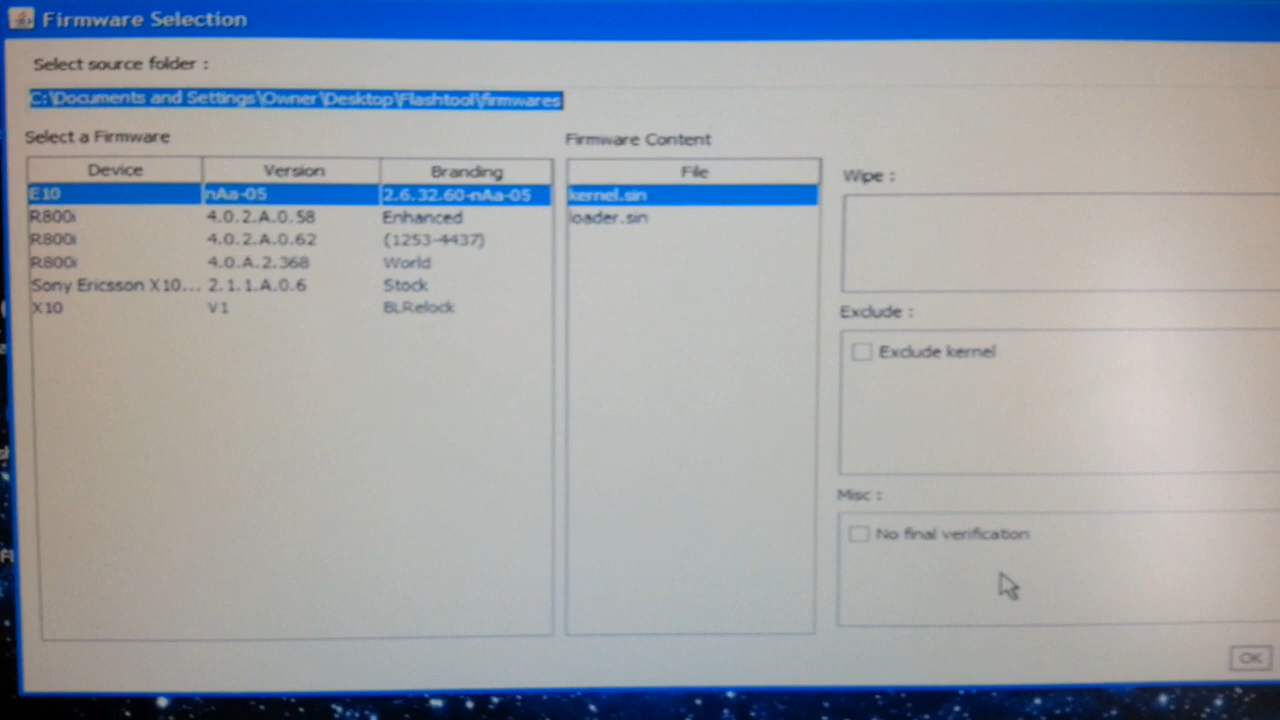 Firmware Selection
Select source folder :
C:\Documents and Settings\Owner\Desktop\Flashtool\firmwares
Select a Firmware
Firmware Content
Device Version Branding
File
Wipe :
E10 nAa-05 2.6.32.60-nAa-05
kernel.sin
R800i 4.0.2.A.0.58 Enhanced
loader.sin
R800i 4.0.2.A.0.62 (1253-4437)
R800i 4.0.A.2.368 World
Sony Ericsson X10... 2.1.1.A.0.6 Stock
X10 V1 BLRelock
Exclude :
Exclude kernel
Misc :
No final verification
OK